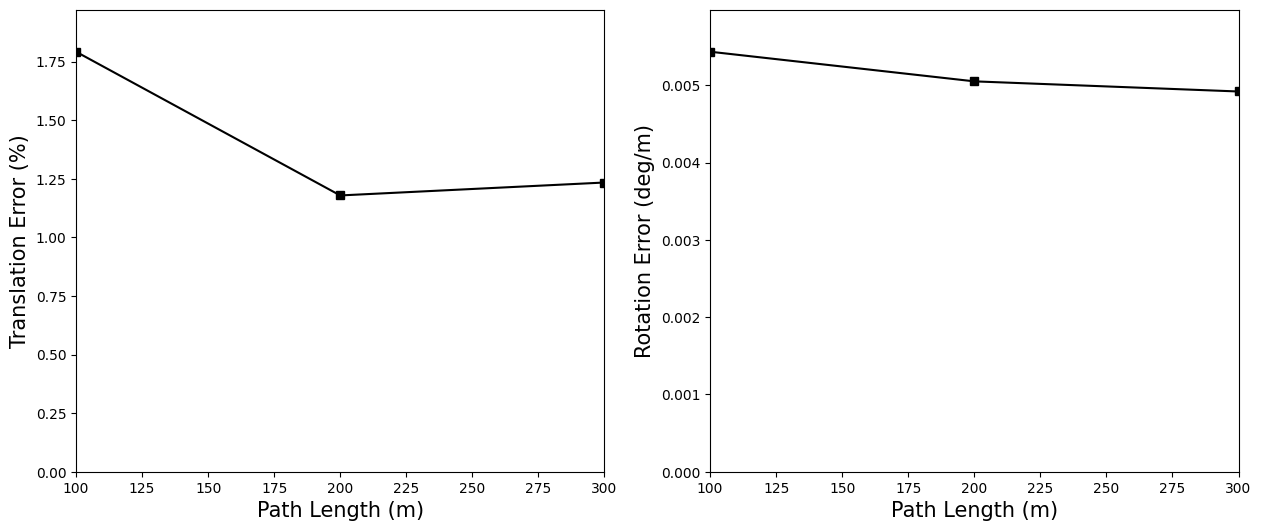 1.75
1.50
1.25
1.00
0.75
0.50
0.25
0.00
Translation Error (%)
100 125 150 175 200 225 250 275 300
Path Length (m)
0.005
0.004
0.003
0.002
0.001
0.000
Rotation Error (deg/m)
100 125 150 175 200 225 250 275 300
Path Length (m)